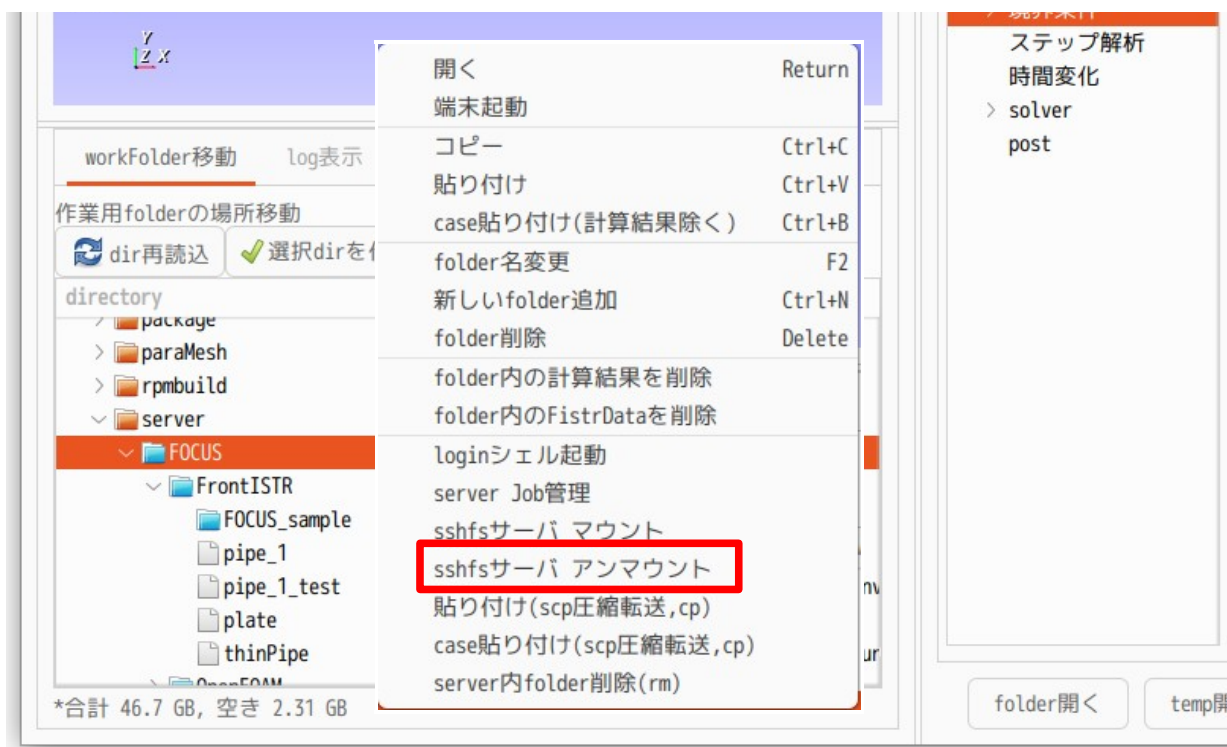 Y
Z X
workFolder移動 log表示
作業用folderの場所移動
dir再読込 選択dirを
directory
package
paraMesh
rpmbuild
server
FOCUS
FrontISTR
FOCUS_sample
pipe_1
pipe_1_test
plate
thinPipe
OpenFOAM
*合計 46.7 GB, 空き 2.31 GB
開く Return
端末起動
コピー Ctrl+C
貼り付け Ctrl+V
case貼り付け(計算結果除く) Ctrl+B
folder名変更 F2
新しいfolder追加 Ctrl+N
folder削除 Delete
folder内の計算結果を削除
folder内のFistrDataを削除
loginシェル起動
server Job管理
sshfsサーバ マウント
sshfsサーバ アンマウント
貼り付け(scp圧縮転送,cp)
case貼り付け(scp圧縮転送,cp)
server内folder削除(rm)
境界条件
ステップ解析
時間変化
solver
post
folder開く temp開